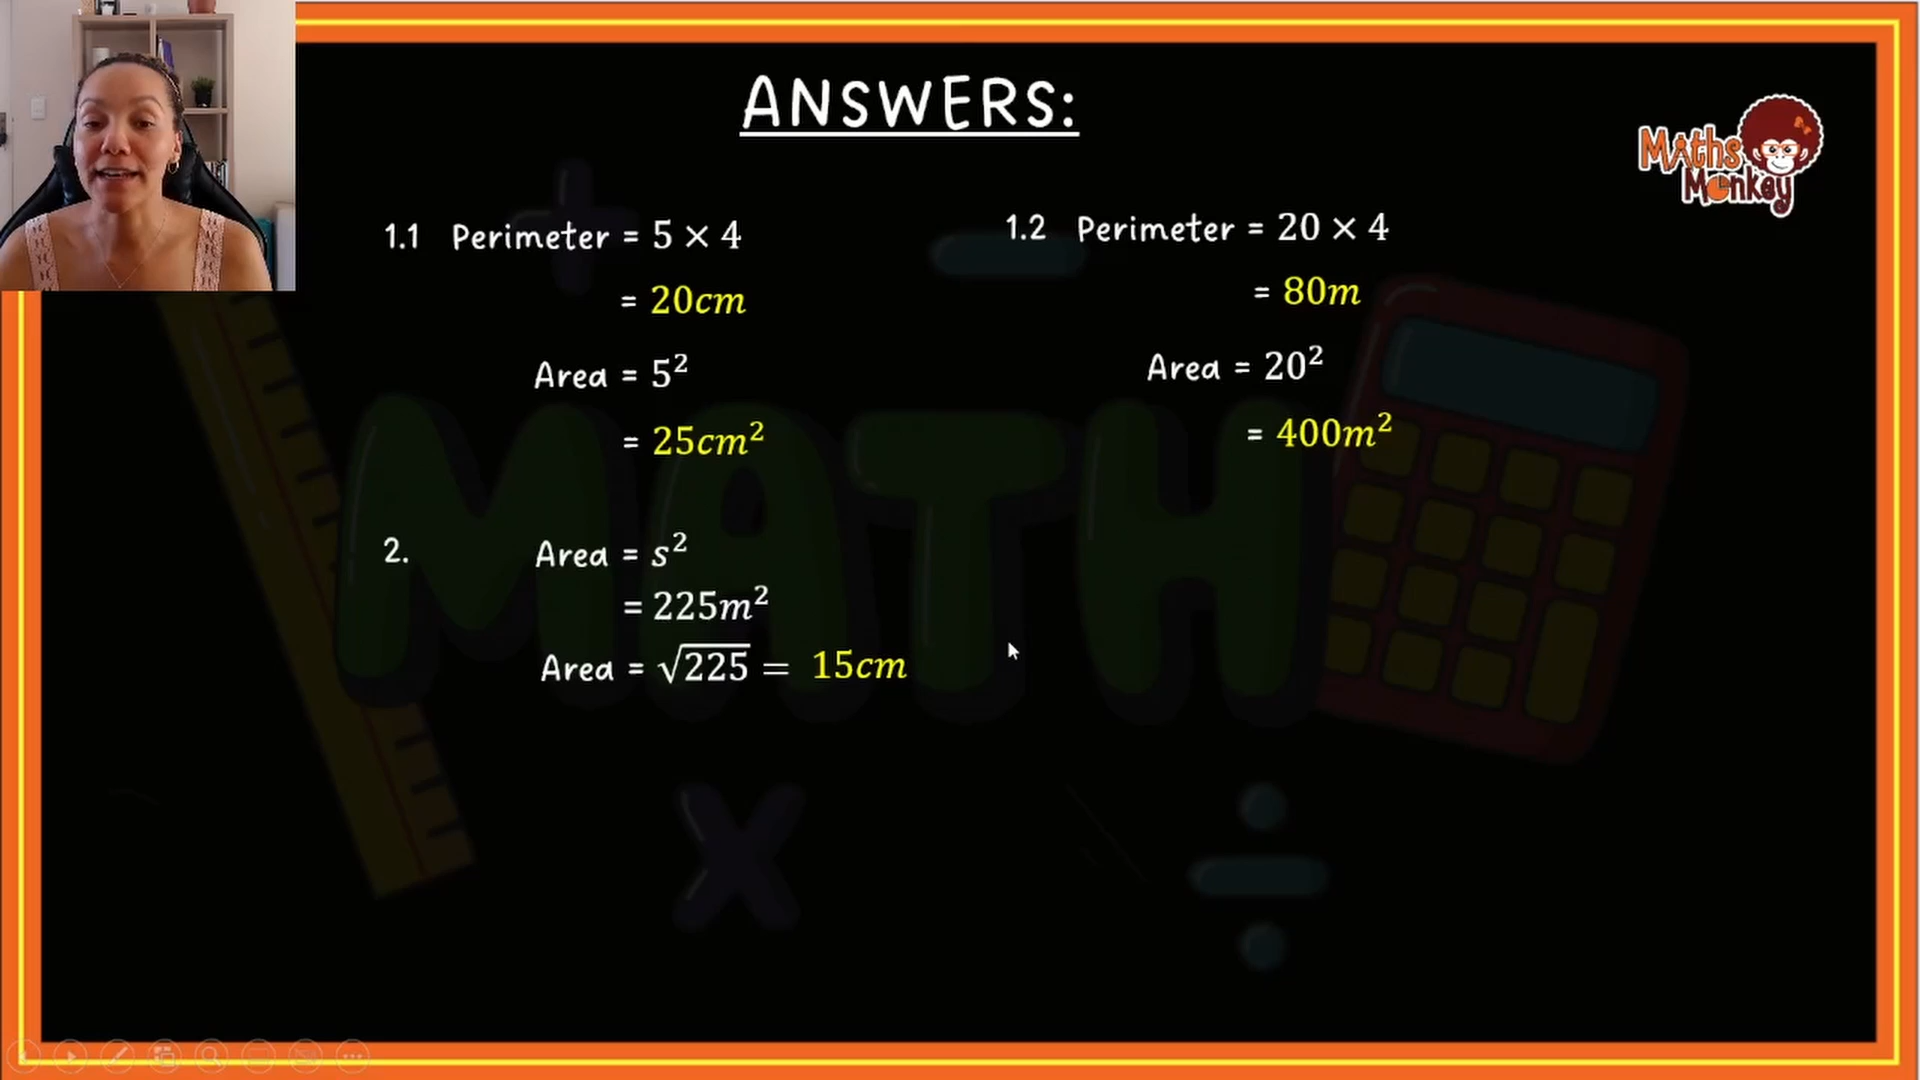 ANSWERS:
Maths
Monkey
1.1 Perimeter = 5 × 4
= 20cm
Area = 5²
= 25cm²
1.2 Perimeter = 20 × 4
= 80m
Area = 20²
= 400m²
2. Area = s²
= 225m²
Area = √225 = 15cm
MATH